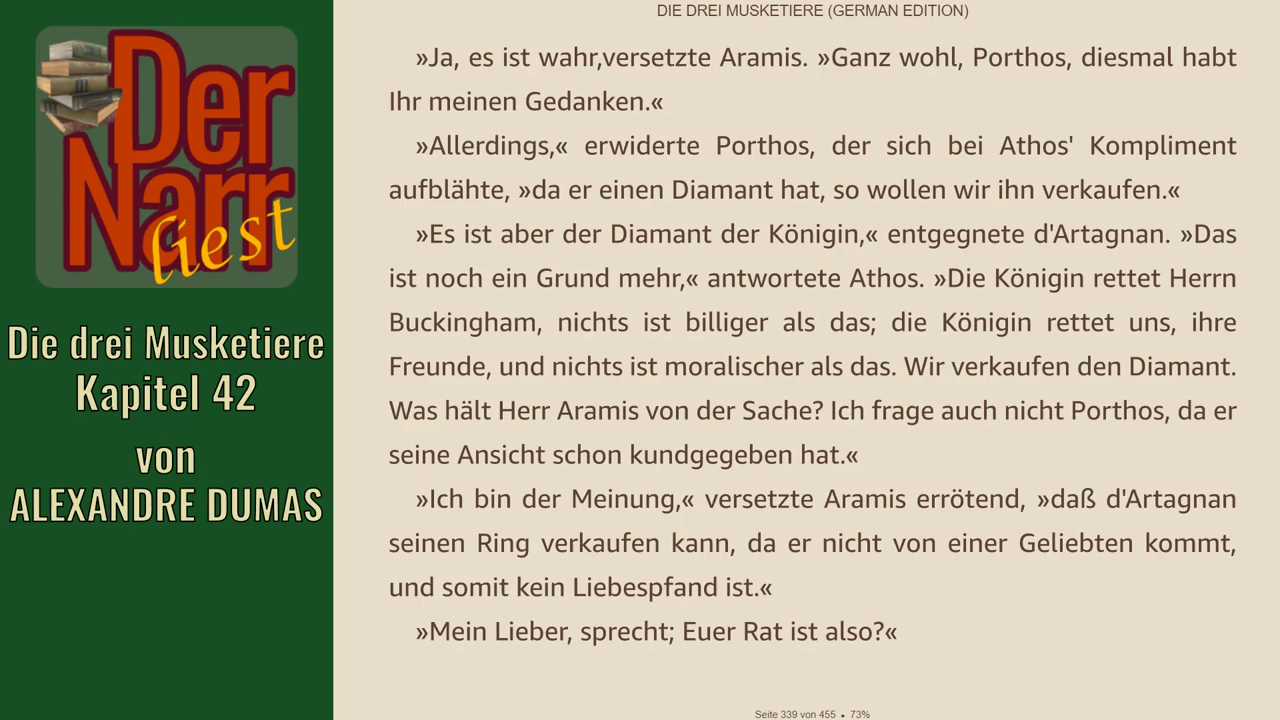 Der
Narr
liest
Die drei Musketiere
Kapitel 42
von
ALEXANDRE DUMAS
DIE DREI MUSKETIERE (GERMAN EDITION)
»Ja, es ist wahr,versetzte Aramis. »Ganz wohl, Porthos, diesmal habt
Ihr meinen Gedanken.«
»Allerdings,« erwiderte Porthos, der sich bei Athos' Kompliment
aufblähte, »da er einen Diamant hat, so wollen wir ihn verkaufen.«
»Es ist aber der Diamant der Königin,« entgegnete d'Artagnan. »Das
ist noch ein Grund mehr,« antwortete Athos. »Die Königin rettet Herrn
Buckingham, nichts ist billiger als das; die Königin rettet uns, ihre
Freunde, und nichts ist moralischer als das. Wir verkaufen den Diamant.
Was hält Herr Aramis von der Sache? Ich frage auch nicht Porthos, da er
seine Ansicht schon kundgegeben hat.«
»Ich bin der Meinung,« versetzte Aramis errötend, »daß d'Artagnan
seinen Ring verkaufen kann, da er nicht von einer Geliebten kommt,
und somit kein Liebespfand ist.«
»Mein Lieber, sprecht; Euer Rat ist also?«
Seite 339 von 455 • 73%